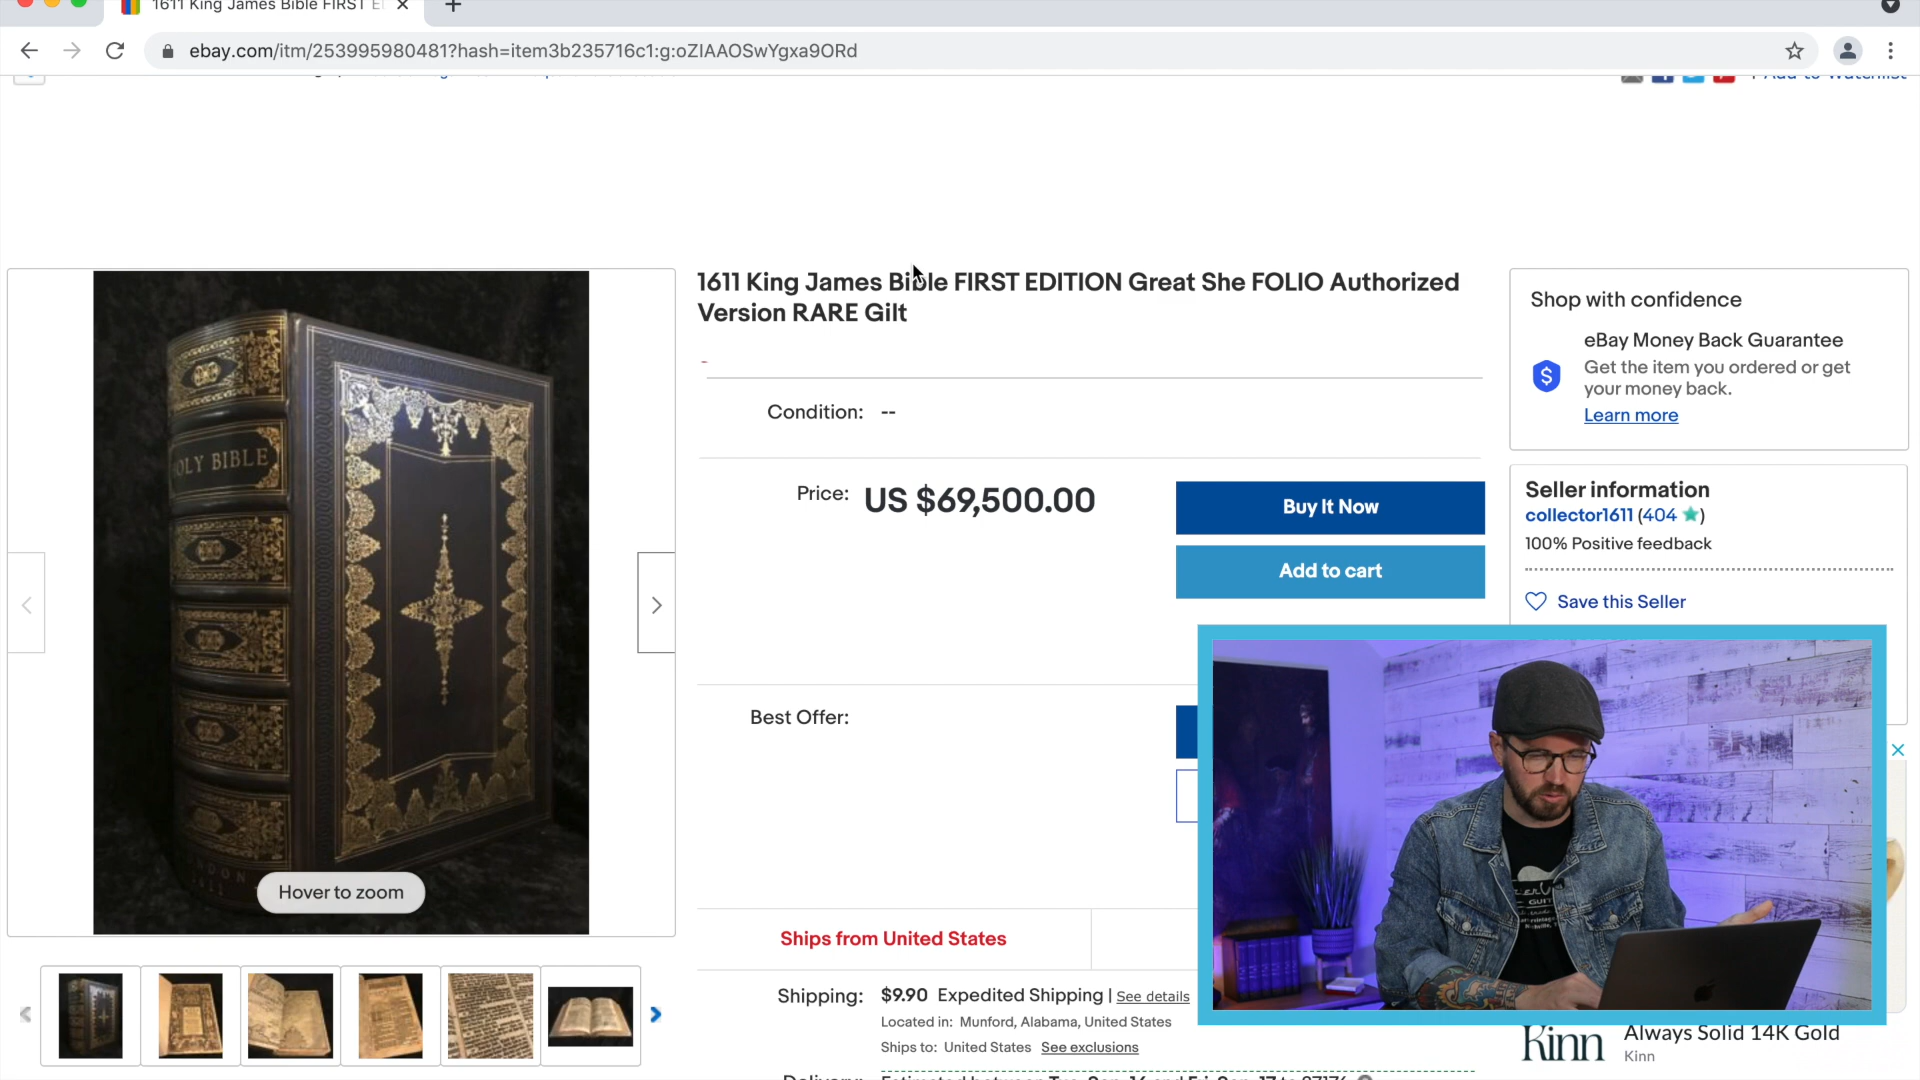 1611 King James Bible FIRST E
ebay.com/itm/253995980481?hash=item3b235716c1:g:oZIAAOSwYgxa9ORd
Add to Watchlist
1611 King James Bible FIRST EDITION Great She FOLIO Authorized
Version RARE Gilt
Condition: --
Price: US $69,500.00
Buy It Now
Add to cart
Best Offer:
Ships from United States
Shipping: $9.90 Expedited Shipping | See details
Located in: Munford, Alabama, United States
Ships to: United States See exclusions
Shop with confidence
eBay Money Back Guarantee
Get the item you ordered or get
your money back.
Learn more
Seller information
collector1611 (404)
100% Positive feedback
Save this Seller
OLY BIBLE
Hover to zoom
GUIT
Kinn
Always Solid 14K Gold
Kinn